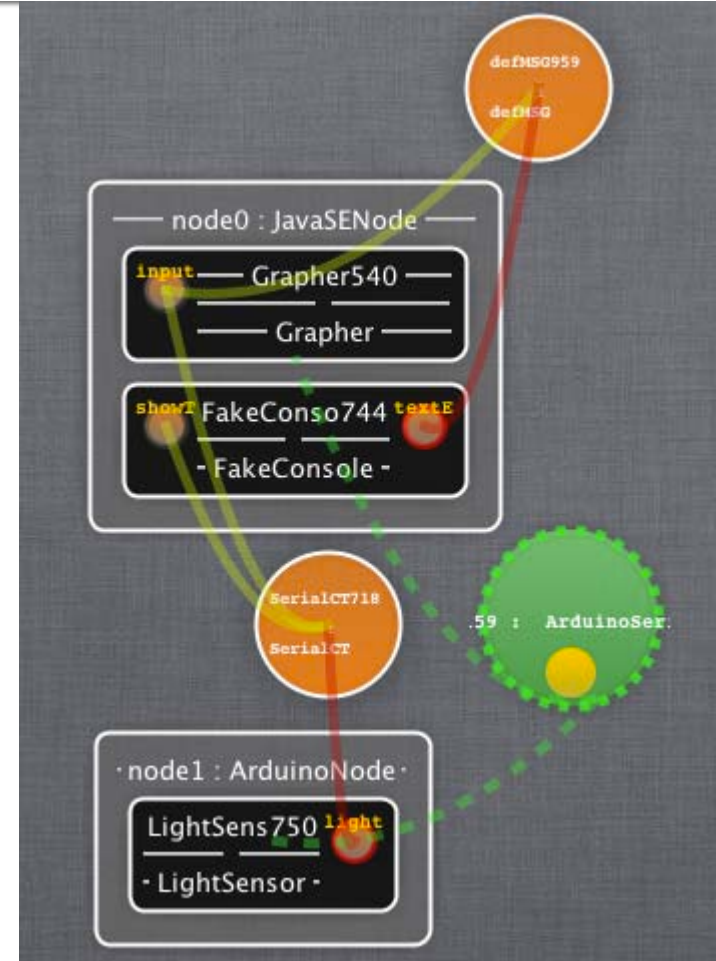 defMSG959
defMSG
node0 : JavaSENode
input
Grapher540
Grapher
showT
FakeConso744
textE
- FakeConsole -
SerialCT718
SerialCT
.59 : ArduinoSer.
·node1 : ArduinoNode·
LightSens750
light
- LightSensor -